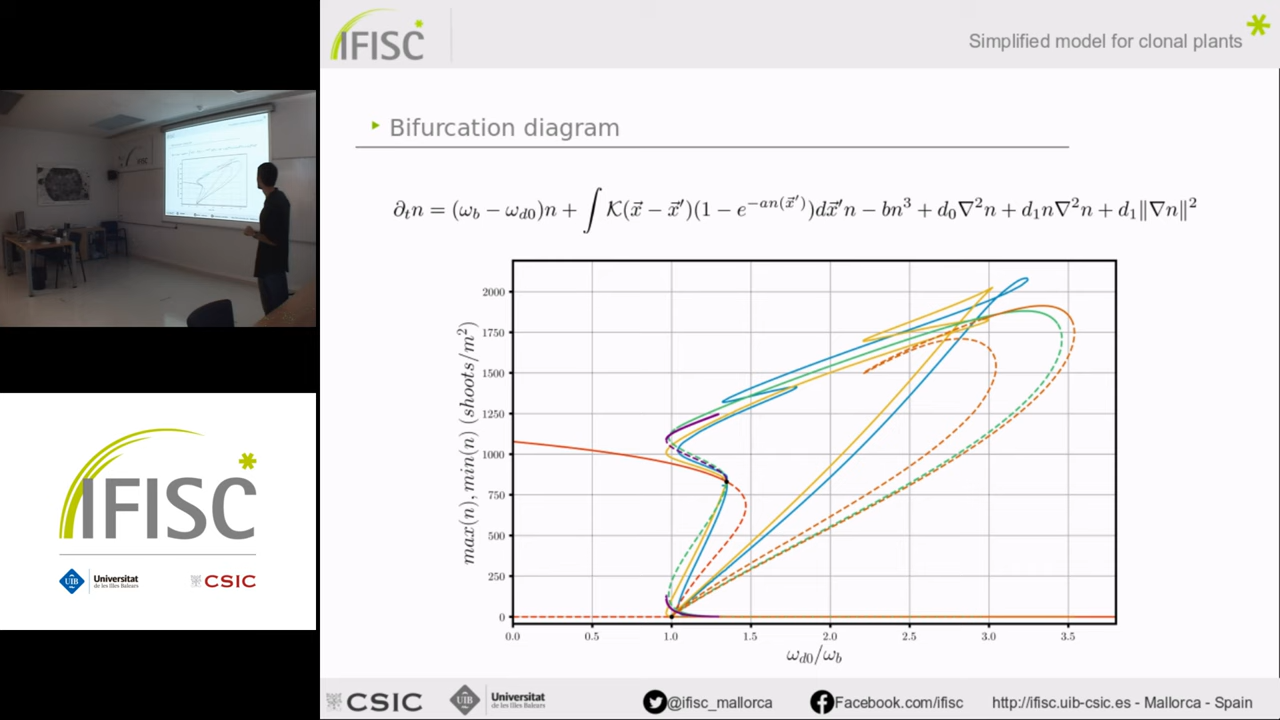 IFISC
Simplified model for clonal plants
Bifurcation diagram
∂ₜn = (ω_b − ω_{d0})n + ∫ 𝒦(x⃗ − x⃗′)(1 − e^{−an(x⃗′)})dx⃗′n − bn³ + d₀∇²n + d₁n∇²n + d₁‖∇n‖²
max(n), min(n) (shoots/m²)
2000
1750
1500
1250
1000
750
500
250
0
0.0 0.5 1.0 1.5 2.0 2.5 3.0 3.5
ω_{d0}/ω_b
IFISC
UIB Universitat
de les Illes Balears
CSIC
CSIC
UIB Universitat
de les Illes Balears
@ifisc_mallorca
Facebook.com/ifisc
http://ifisc.uib-csic.es - Mallorca - Spain